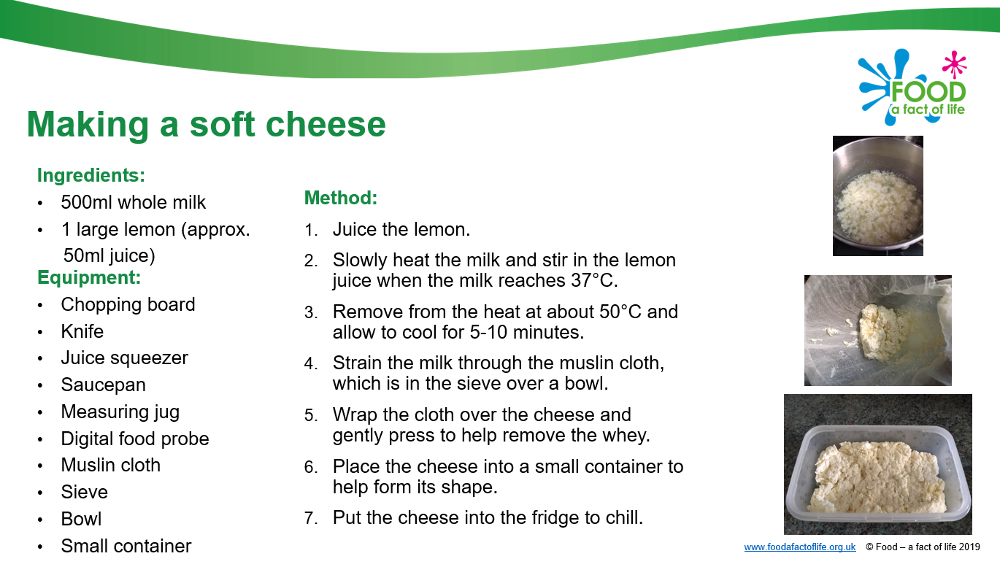 FOOD
a fact of life
Making a soft cheese
Ingredients:
• 500ml whole milk
• 1 large lemon (approx.
50ml juice)
Equipment:
• Chopping board
• Knife
• Juice squeezer
• Saucepan
• Measuring jug
• Digital food probe
• Muslin cloth
• Sieve
• Bowl
• Small container
Method:
1. Juice the lemon.
2. Slowly heat the milk and stir in the lemon
juice when the milk reaches 37°C.
3. Remove from the heat at about 50°C and
allow to cool for 5-10 minutes.
4. Strain the milk through the muslin cloth,
which is in the sieve over a bowl.
5. Wrap the cloth over the cheese and
gently press to help remove the whey.
6. Place the cheese into a small container to
help form its shape.
7. Put the cheese into the fridge to chill.
www.foodafactoflife.org.uk © Food – a fact of life 2019